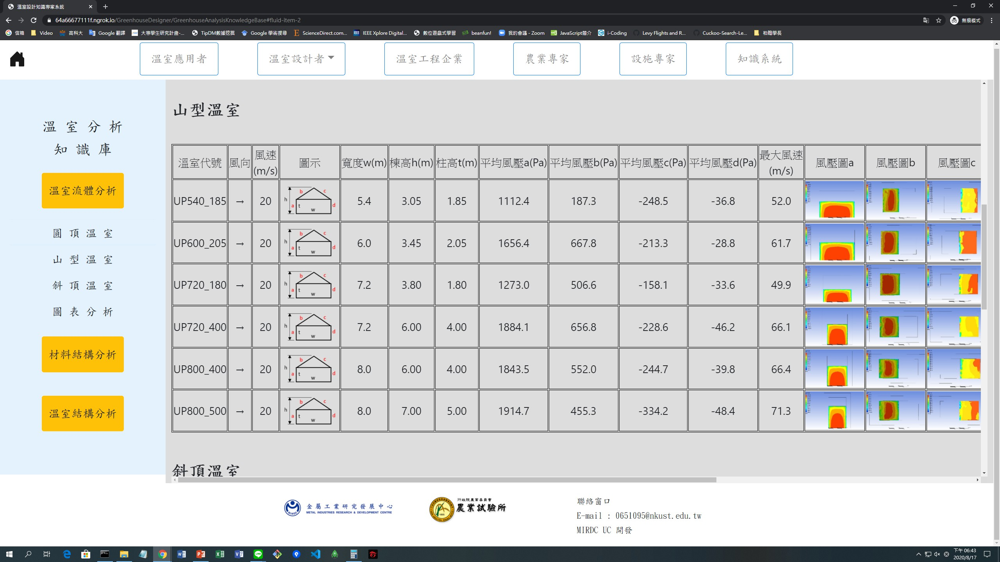 溫室設計知識專家系統
64a66677111f.ngrok.io/GreenhouseDesigner/GreenhouseAnalysisKnowledgeBase#fluid-item-2
無痕模式
信箱 Video 高科大 Google 翻譯 大專學生研究計畫-... TipDM數據挖掘 Google 學術搜尋 ScienceDirect.com... IEEE Xplore Digital... 數位遊戲式學習 beanfun! 我的會議 - Zoom JavaScript簡介 i-Coding Levy Flights and R... Cuckoo-Search-Le... 柏翰學長
溫室應用者 溫室設計者 溫室工程企業 農業專家 設施專家 知識系統
溫室分析
知識庫
溫室流體分析
圓頂溫室
山型溫室
斜頂溫室
圖表分析
材料結構分析
溫室結構分析
山型溫室
溫室代號 風向 風速(m/s) 圖示 寬度w(m) 棟高h(m) 柱高t(m) 平均風壓a(Pa) 平均風壓b(Pa) 平均風壓c(Pa) 平均風壓d(Pa) 最大風速(m/s) 風壓圖a 風壓圖b 風壓圖c
UP540_185 → 20 h a b c d t w 5.4 3.05 1.85 1112.4 187.3 -248.5 -36.8 52.0
UP600_205 → 20 h a b c d t w 6.0 3.45 2.05 1656.4 667.8 -213.3 -28.8 61.7
UP720_180 → 20 h a b c d t w 7.2 3.80 1.80 1273.0 506.6 -158.1 -33.6 49.9
UP720_400 → 20 h a b c d t w 7.2 6.00 4.00 1884.1 656.8 -228.6 -46.2 66.1
UP800_400 → 20 h a b c d t w 8.0 6.00 4.00 1843.5 552.0 -244.7 -39.8 66.4
UP800_500 → 20 h a b c d t w 8.0 7.00 5.00 1914.7 455.3 -334.2 -48.4 71.3
斜頂溫室
MIRDC
金屬工業研究發展中心
METAL INDUSTRIES RESEARCH & DEVELOPMENT CENTRE
1895
行政院農業委員會
農業試驗所
聯絡窗口
E-mail : 0651095@nkust.edu.tw
MIRDC UC 開發
下午 06:43
2020/8/17